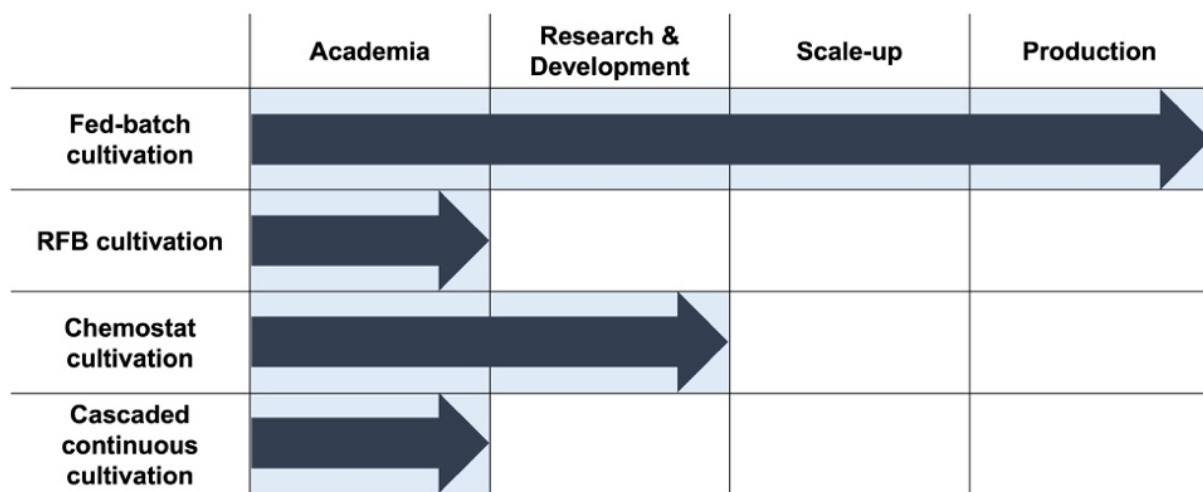 Academia
Research &
Development
Scale-up
Production
Fed-batch
cultivation
RFB cultivation
Chemostat
cultivation
Cascaded
continuous
cultivation